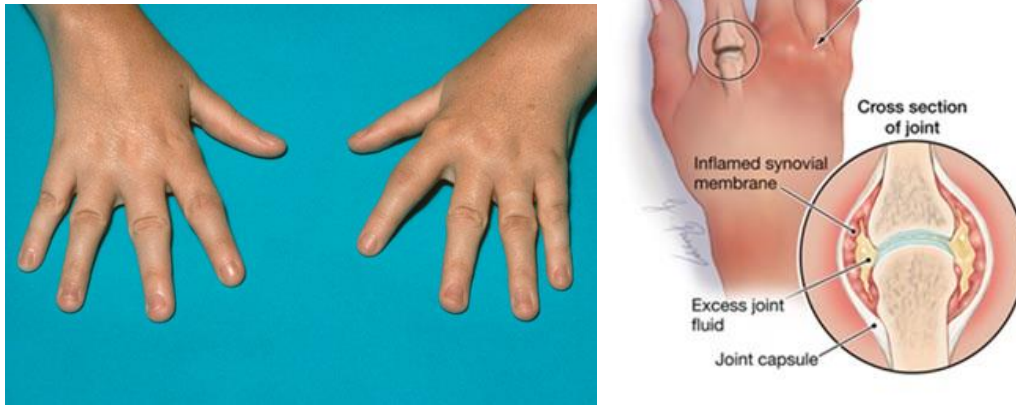 Cross section
of joint
Inflamed synovial
membrane
Excess joint
fluid
Joint capsule